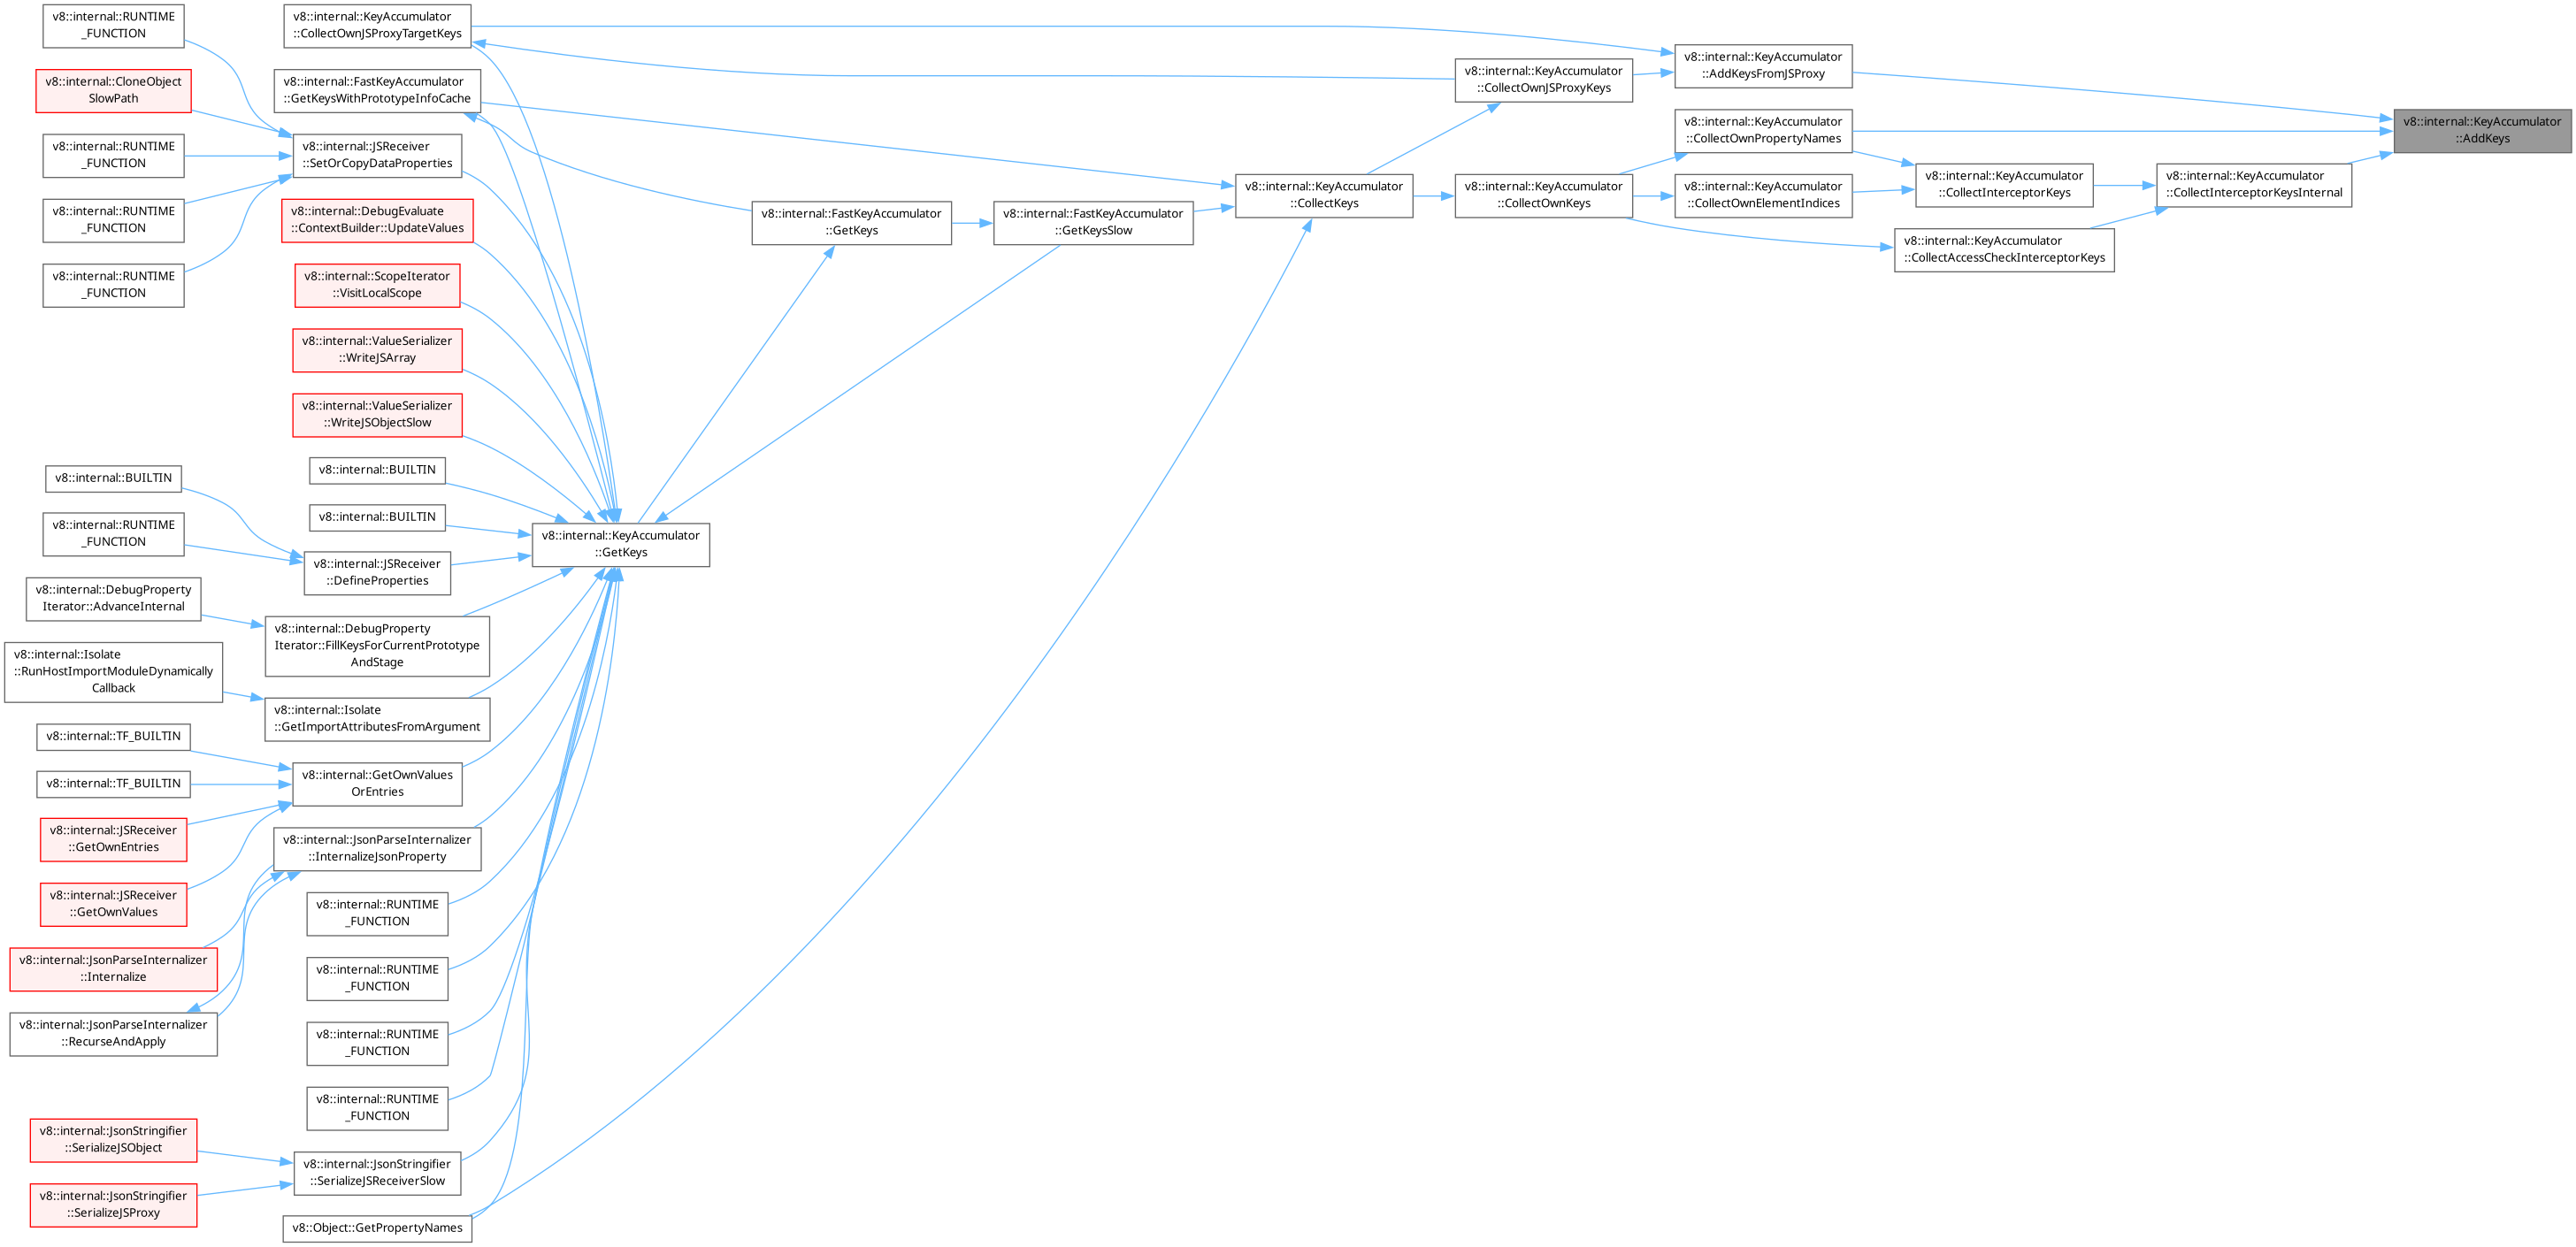 v8::internal::RUNTIME
_FUNCTION
v8::internal::CloneObject
SlowPath
v8::internal::RUNTIME
_FUNCTION
v8::internal::RUNTIME
_FUNCTION
v8::internal::RUNTIME
_FUNCTION
v8::internal::BUILTIN
v8::internal::RUNTIME
_FUNCTION
v8::internal::DebugProperty
Iterator::AdvanceInternal
v8::internal::Isolate
::RunHostImportModuleDynamically
Callback
v8::internal::TF_BUILTIN
v8::internal::TF_BUILTIN
v8::internal::JSReceiver
::GetOwnEntries
v8::internal::JSReceiver
::GetOwnValues
v8::internal::JsonParseInternalizer
::Internalize
v8::internal::JsonParseInternalizer
::RecurseAndApply
v8::internal::JsonStringifier
::SerializeJSObject
v8::internal::JsonStringifier
::SerializeJSProxy
v8::internal::KeyAccumulator
::CollectOwnJSProxyTargetKeys
v8::internal::FastKeyAccumulator
::GetKeysWithPrototypeInfoCache
v8::internal::JSReceiver
::SetOrCopyDataProperties
v8::internal::DebugEvaluate
::ContextBuilder::UpdateValues
v8::internal::ScopeIterator
::VisitLocalScope
v8::internal::ValueSerializer
::WriteJSArray
v8::internal::ValueSerializer
::WriteJSObjectSlow
v8::internal::BUILTIN
v8::internal::BUILTIN
v8::internal::JSReceiver
::DefineProperties
v8::internal::DebugProperty
Iterator::FillKeysForCurrentPrototype
AndStage
v8::internal::Isolate
::GetImportAttributesFromArgument
v8::internal::GetOwnValues
OrEntries
v8::internal::JsonParseInternalizer
::InternalizeJsonProperty
v8::internal::RUNTIME
_FUNCTION
v8::internal::RUNTIME
_FUNCTION
v8::internal::RUNTIME
_FUNCTION
v8::internal::RUNTIME
_FUNCTION
v8::internal::JsonStringifier
::SerializeJSReceiverSlow
v8::Object::GetPropertyNames
v8::internal::KeyAccumulator
::GetKeys
v8::internal::FastKeyAccumulator
::GetKeys
v8::internal::FastKeyAccumulator
::GetKeysSlow
v8::internal::KeyAccumulator
::CollectKeys
v8::internal::KeyAccumulator
::CollectOwnJSProxyKeys
v8::internal::KeyAccumulator
::CollectOwnKeys
v8::internal::KeyAccumulator
::AddKeysFromJSProxy
v8::internal::KeyAccumulator
::CollectOwnPropertyNames
v8::internal::KeyAccumulator
::CollectOwnElementIndices
v8::internal::KeyAccumulator
::CollectInterceptorKeys
v8::internal::KeyAccumulator
::CollectAccessCheckInterceptorKeys
v8::internal::KeyAccumulator
::CollectInterceptorKeysInternal
v8::internal::KeyAccumulator
::AddKeys